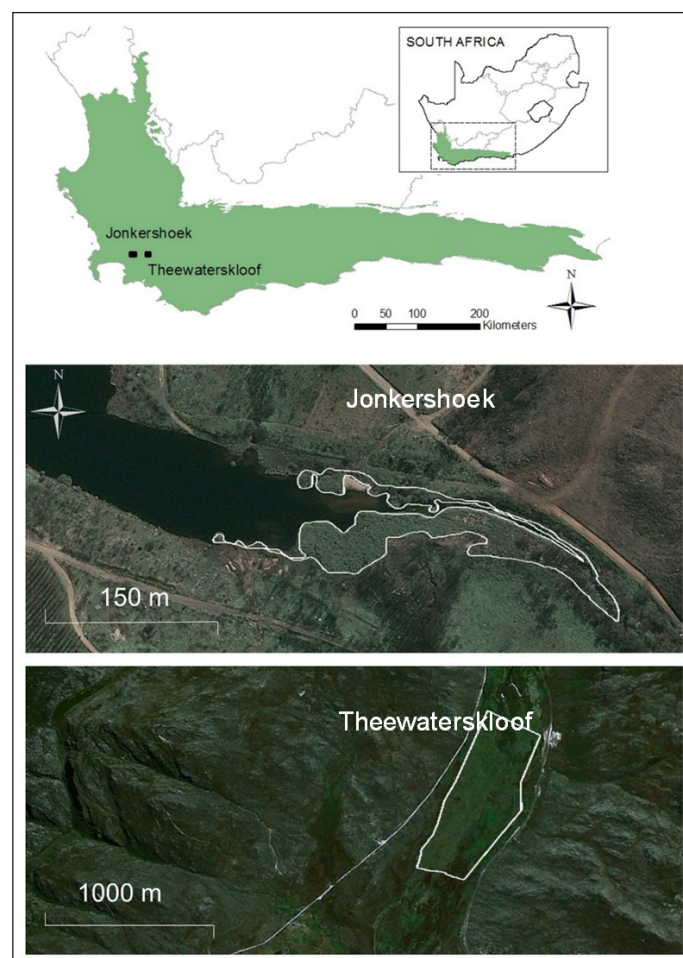 SOUTH AFRICA
Jonkershoek
Theewaterskloof
N
0 50 100 200
Kilometers
N
Jonkershoek
150 m
Theewaterskloof
1000 m